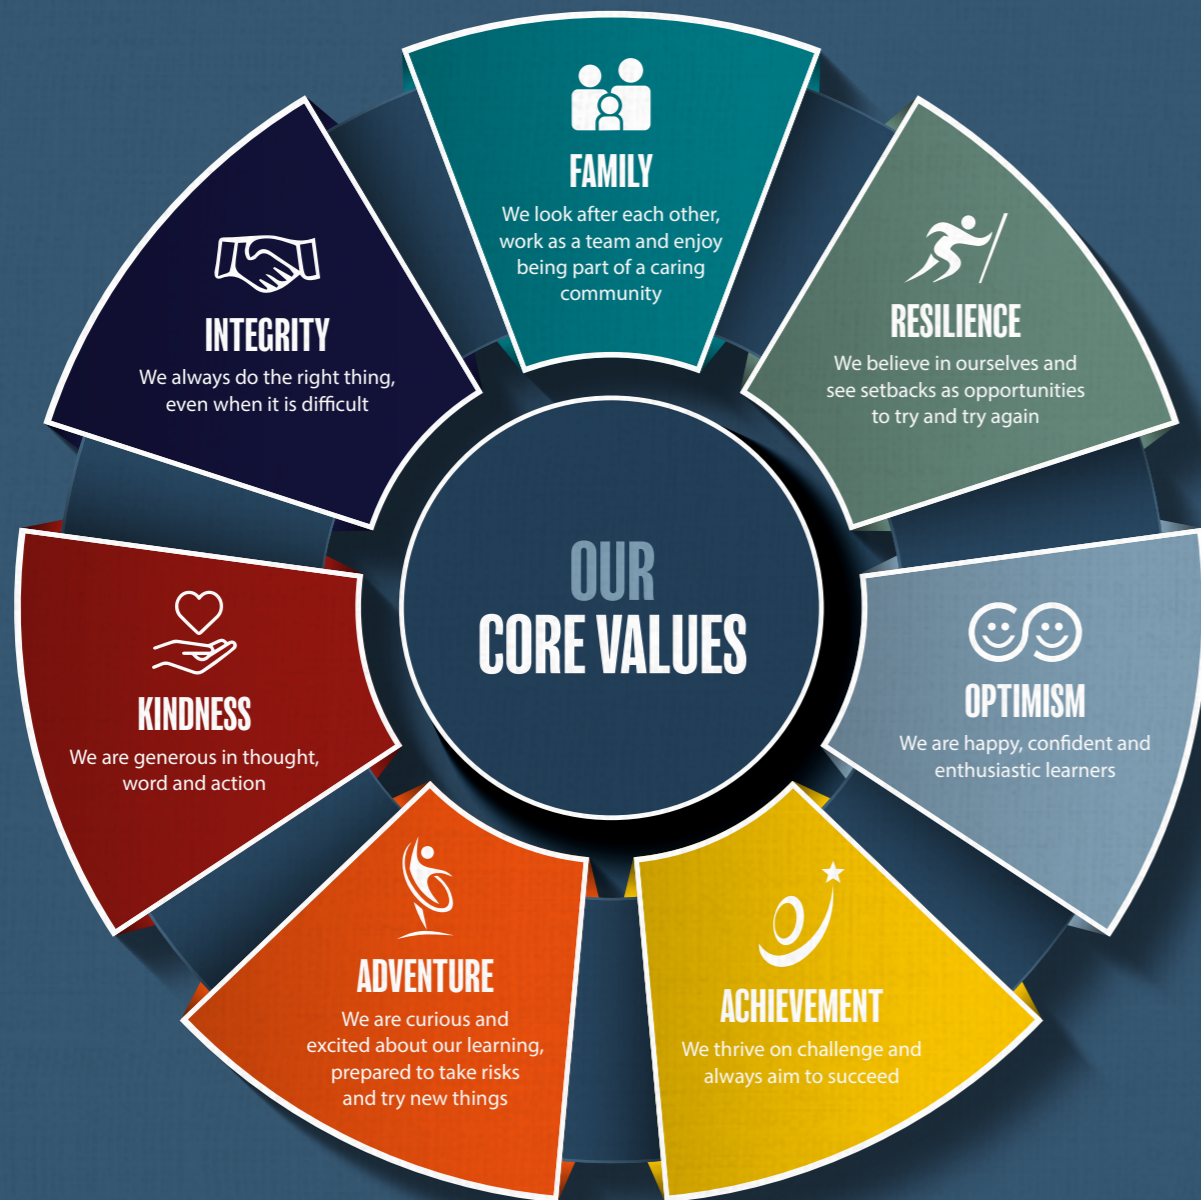 OUR
CORE VALUES
FAMILY
We look after each other,
work as a team and enjoy
being part of a caring
community
RESILIENCE
We believe in ourselves and
see setbacks as opportunities
to try and try again
OPTIMISM
We are happy, confident and
enthusiastic learners
ACHIEVEMENT
We thrive on challenge and
always aim to succeed
ADVENTURE
We are curious and
excited about our learning,
prepared to take risks
and try new things
KINDNESS
We are generous in thought,
word and action
INTEGRITY
We always do the right thing,
even when it is difficult